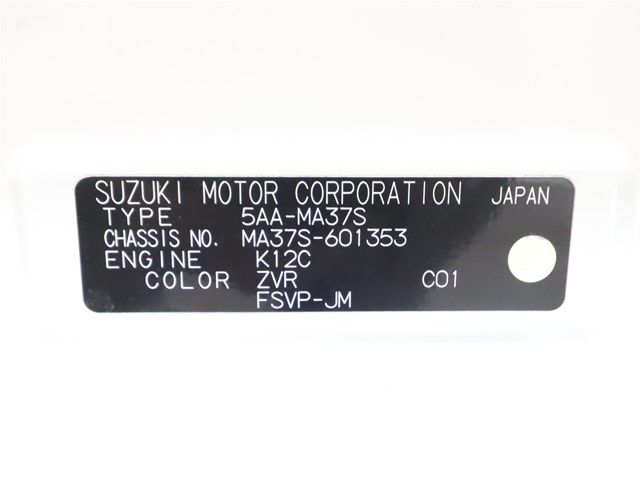 SUZUKI MOTOR CORPORATION JAPAN
TYPE 5AA-MA37S
CHASSIS NO. MA37S-601353
ENGINE K12C
COLOR ZVR C01
FSVP-JM